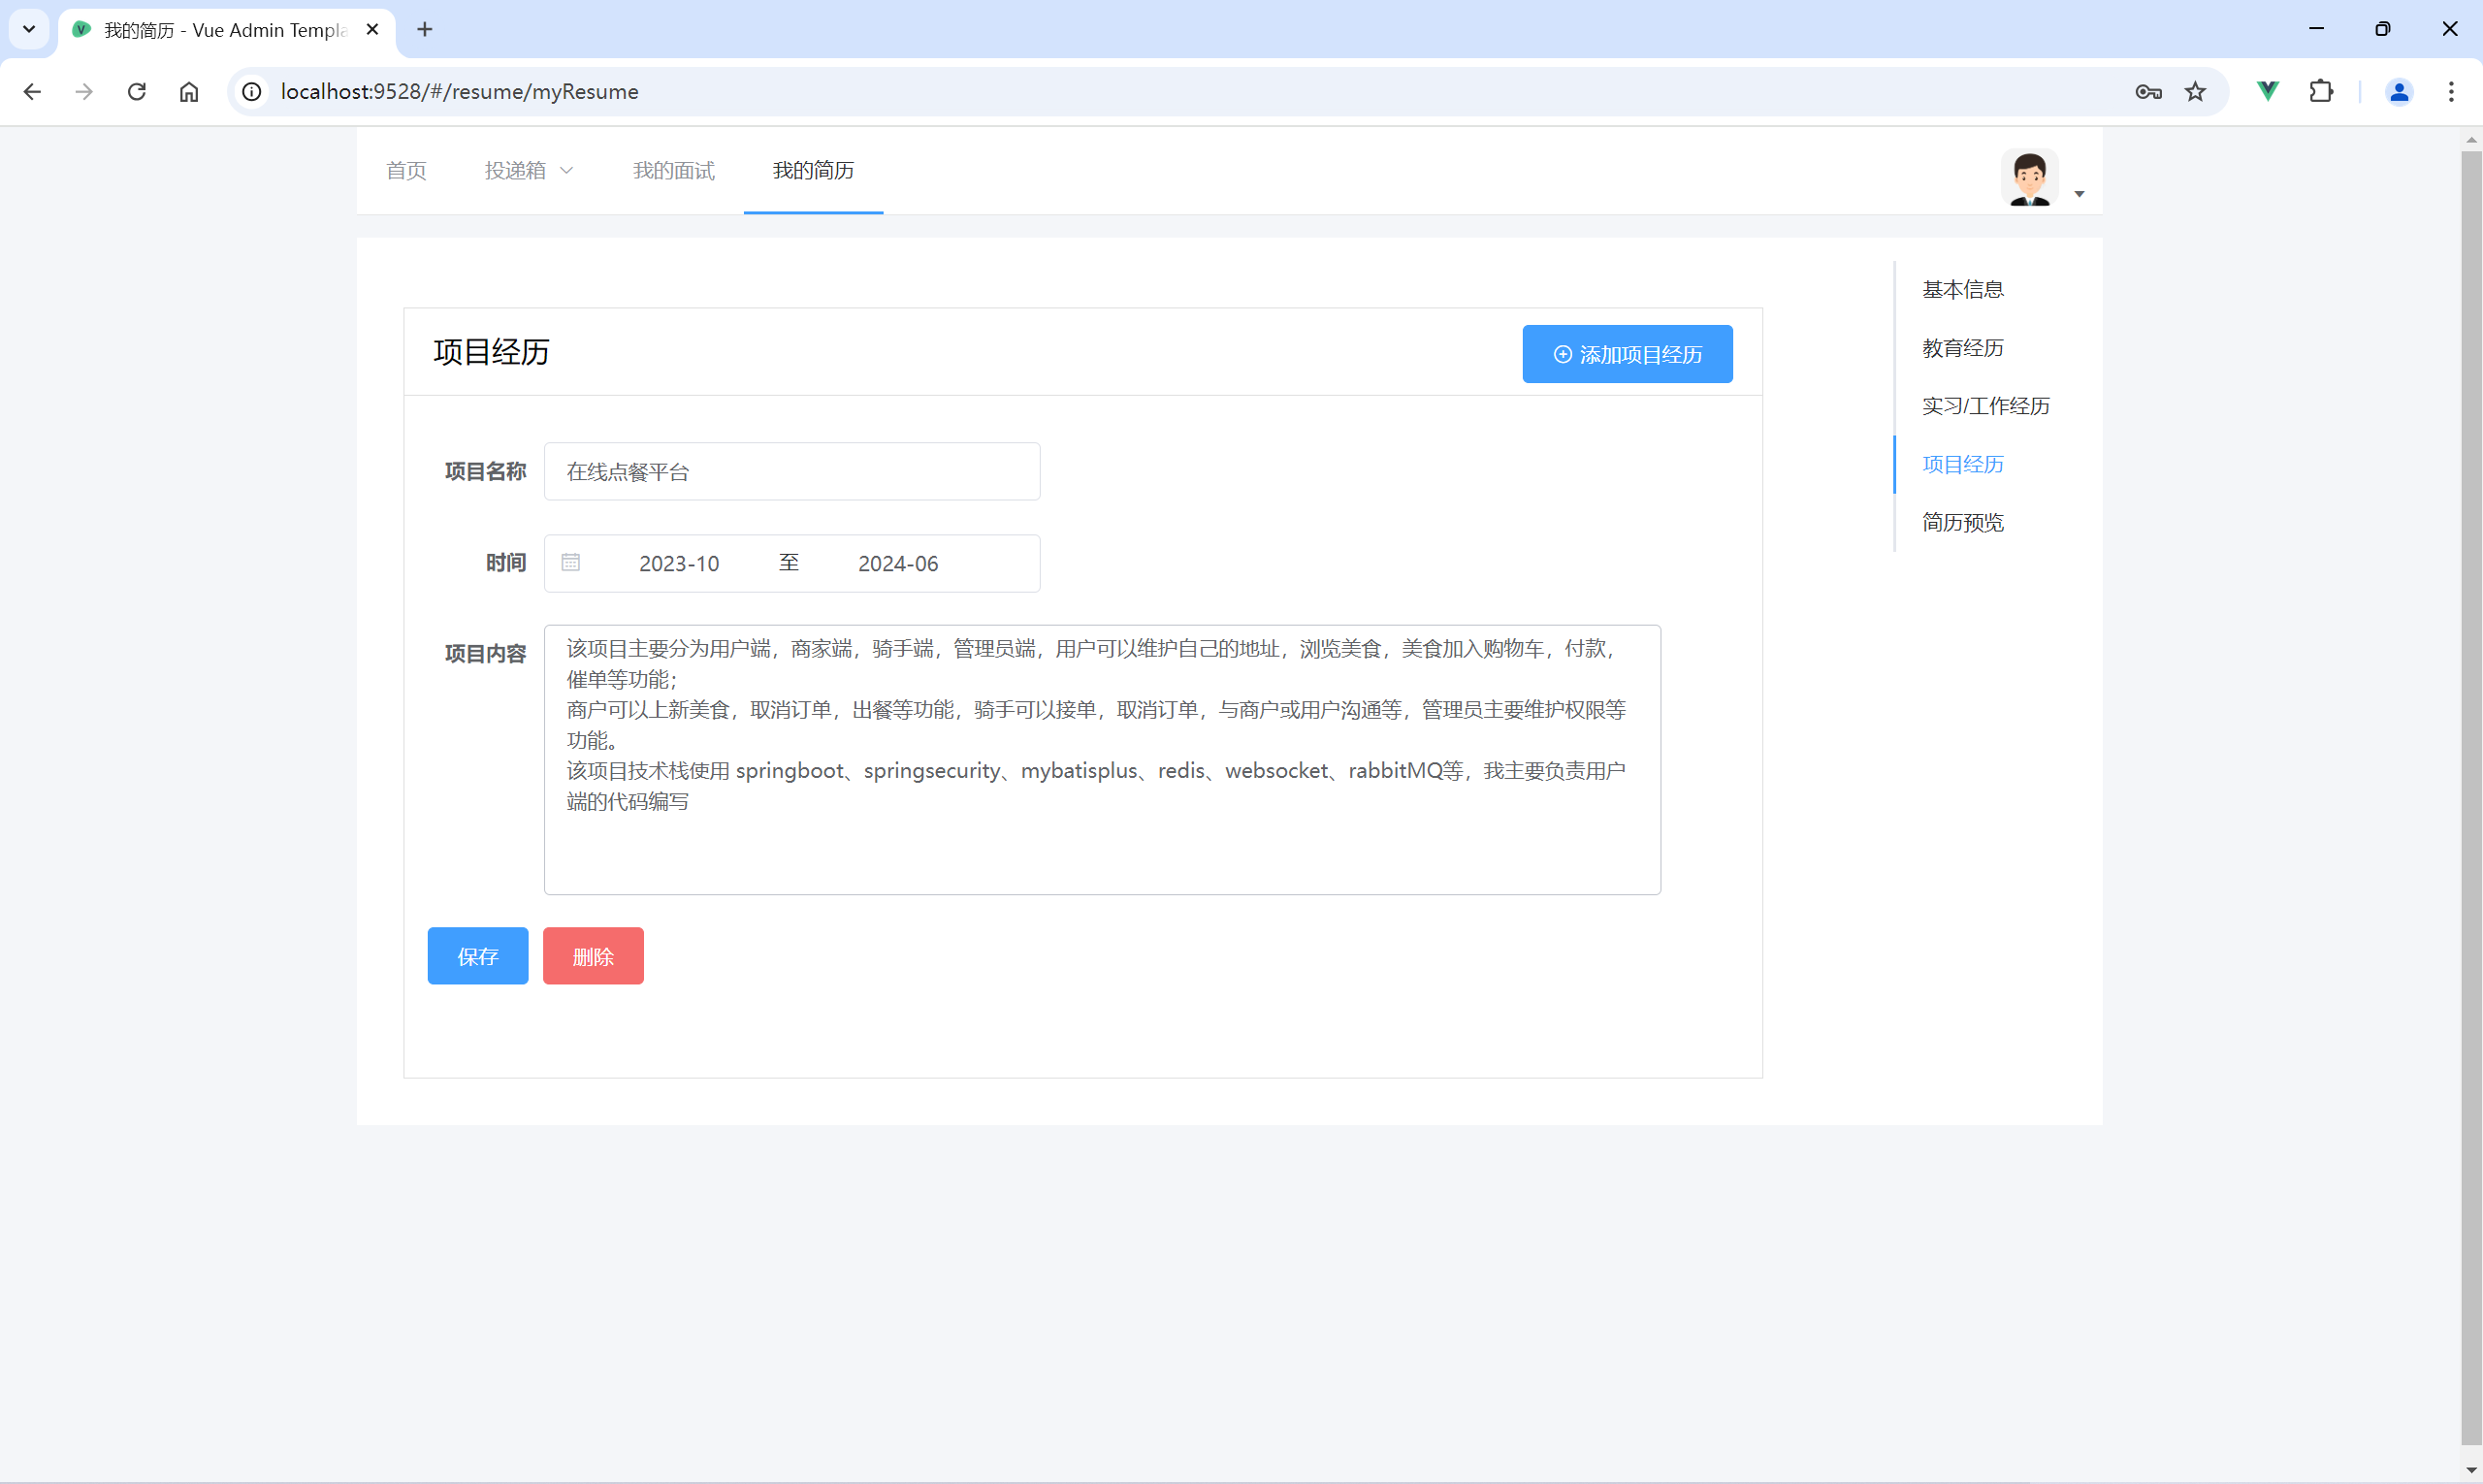 我的简历 - Vue Admin Templa
localhost:9528/#/resume/myResume
首页
投递箱
我的面试
我的简历
项目经历
添加项目经历
项目名称
在线点餐平台
时间
2023-10 至 2024-06
项目内容
该项目主要分为用户端，商家端，骑手端，管理员端，用户可以维护自己的地址，浏览美食，美食加入购物车，付款，
催单等功能；
商户可以上新美食，取消订单，出餐等功能，骑手可以接单，取消订单，与商户或用户沟通等，管理员主要维护权限等
功能。
该项目技术栈使用 springboot、springsecurity、mybatisplus、redis、websocket、rabbitMQ等，我主要负责用户
端的代码编写
保存
删除
基本信息
教育经历
实习/工作经历
项目经历
简历预览